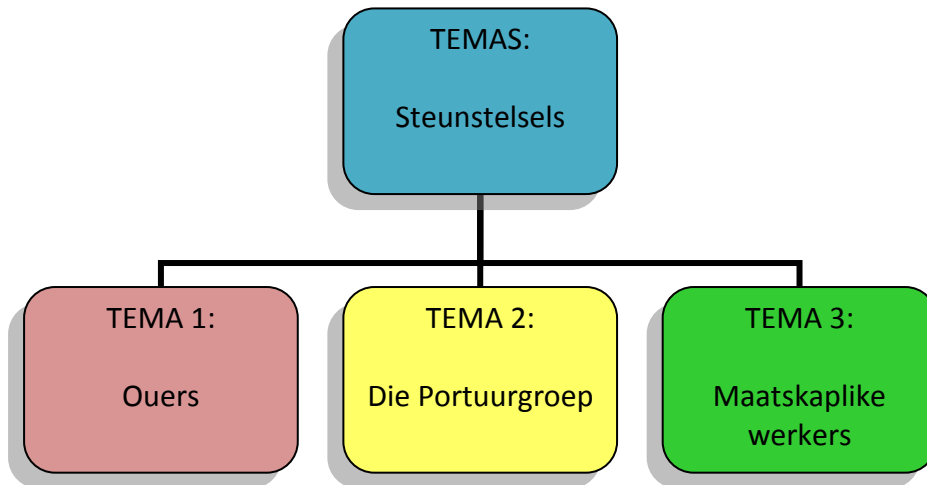 TEMAS:
Steunstelsels
TEMA 1:
Ouers
TEMA 2:
Die Portuurgroep
TEMA 3:
Maatskaplike
werkers